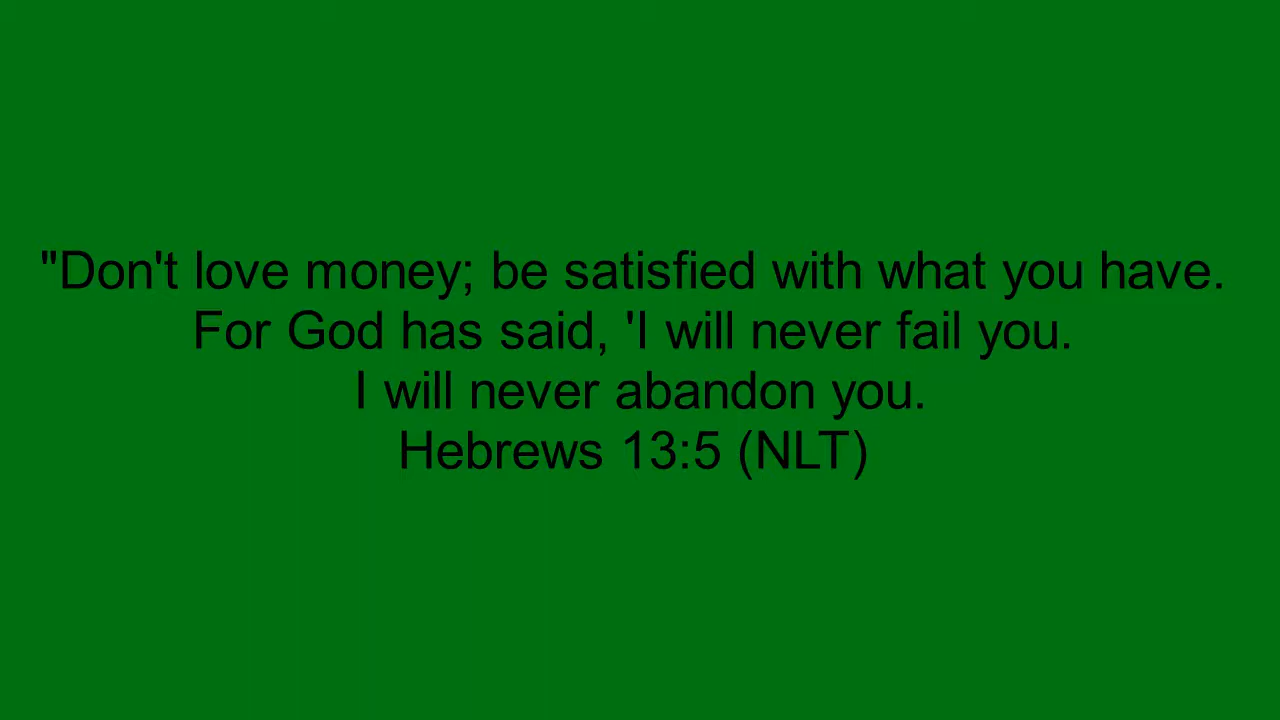 "Don't love money; be satisfied with what you have.
For God has said, 'I will never fail you.
I will never abandon you.
Hebrews 13:5 (NLT)